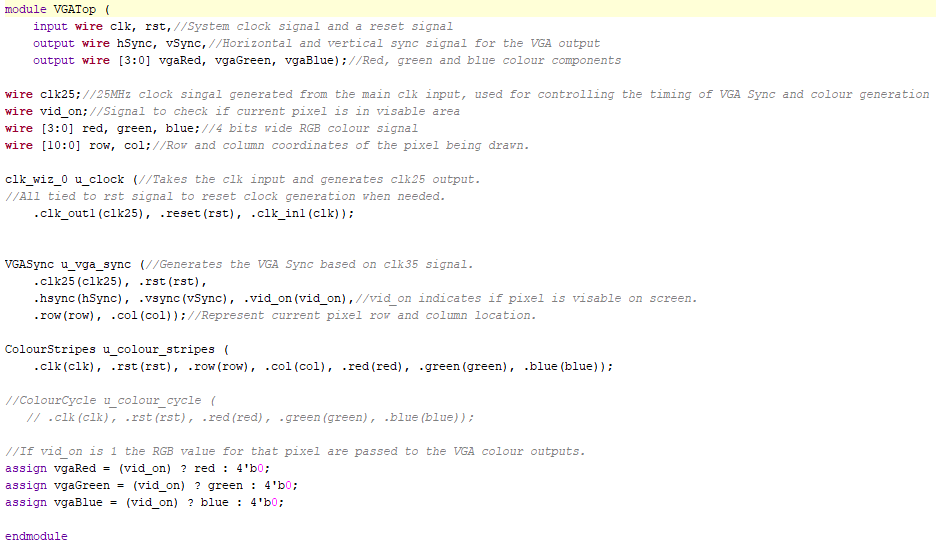 module VGATop (
    input wire clk, rst,//System clock signal and a reset signal
    output wire hSync, vSync,//Horizontal and vertical sync signal for the VGA output
    output wire [3:0] vgaRed, vgaGreen, vgaBlue);//Red, green and blue colour components

wire clk25;//25MHz clock singal generated from the main clk input, used for controlling the timing of VGA Sync and colour generation
wire vid_on;//Signal to check if current pixel is in visable area
wire [3:0] red, green, blue;//4 bits wide RGB colour signal
wire [10:0] row, col;//Row and column coordinates of the pixel being drawn.

clk_wiz_0 u_clock (//Takes the clk input and generates clk25 output.
//All tied to rst signal to reset clock generation when needed.
    .clk_out1(clk25), .reset(rst), .clk_in1(clk));


VGASync u_vga_sync (//Generates the VGA Sync based on clk35 signal.
    .clk25(clk25), .rst(rst),
    .hsync(hSync), .vsync(vSync), .vid_on(vid_on),//vid_on indicates if pixel is visable on screen.
    .row(row), .col(col));//Represent current pixel row and column location.

ColourStripes u_colour_stripes (
    .clk(clk), .rst(rst), .row(row), .col(col), .red(red), .green(green), .blue(blue));

//ColourCycle u_colour_cycle (
   // .clk(clk), .rst(rst), .red(red), .green(green), .blue(blue));

//If vid_on is 1 the RGB value for that pixel are passed to the VGA colour outputs.
assign vgaRed = (vid_on) ? red : 4'b0;
assign vgaGreen = (vid_on) ? green : 4'b0;
assign vgaBlue = (vid_on) ? blue : 4'b0;

endmodule